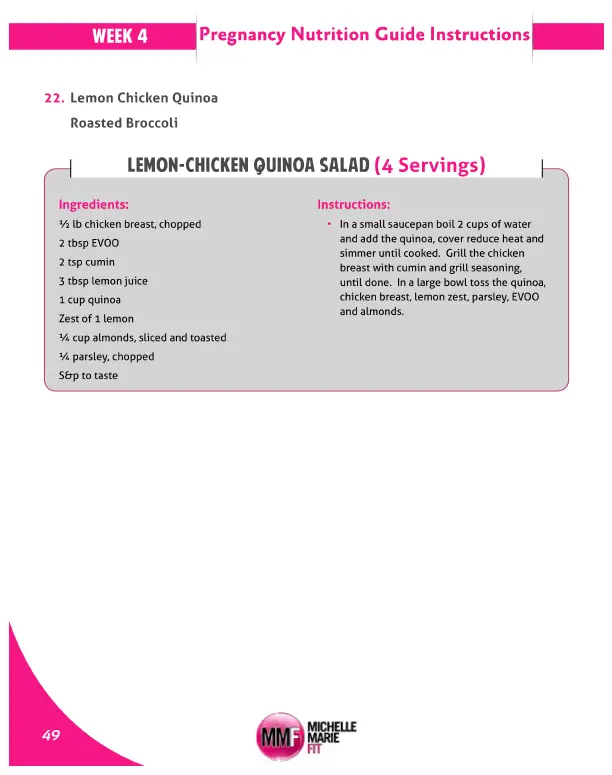 WEEK 4
Pregnancy Nutrition Guide Instructions
22. Lemon Chicken Quinoa
Roasted Broccoli
LEMON-CHICKEN QUINOA SALAD (4 Servings)
Ingredients:
½ lb chicken breast, chopped
2 tbsp EVOO
2 tsp cumin
3 tbsp lemon juice
1 cup quinoa
Zest of 1 lemon
¼ cup almonds, sliced and toasted
¼ parsley, chopped
S&p to taste
Instructions:
• In a small saucepan boil 2 cups of water
and add the quinoa, cover reduce heat and
simmer until cooked. Grill the chicken
breast with cumin and grill seasoning,
until done. In a large bowl toss the quinoa,
chicken breast, lemon zest, parsley, EVOO
and almonds.
49
MMF
MICHELLE
MARIE
FIT